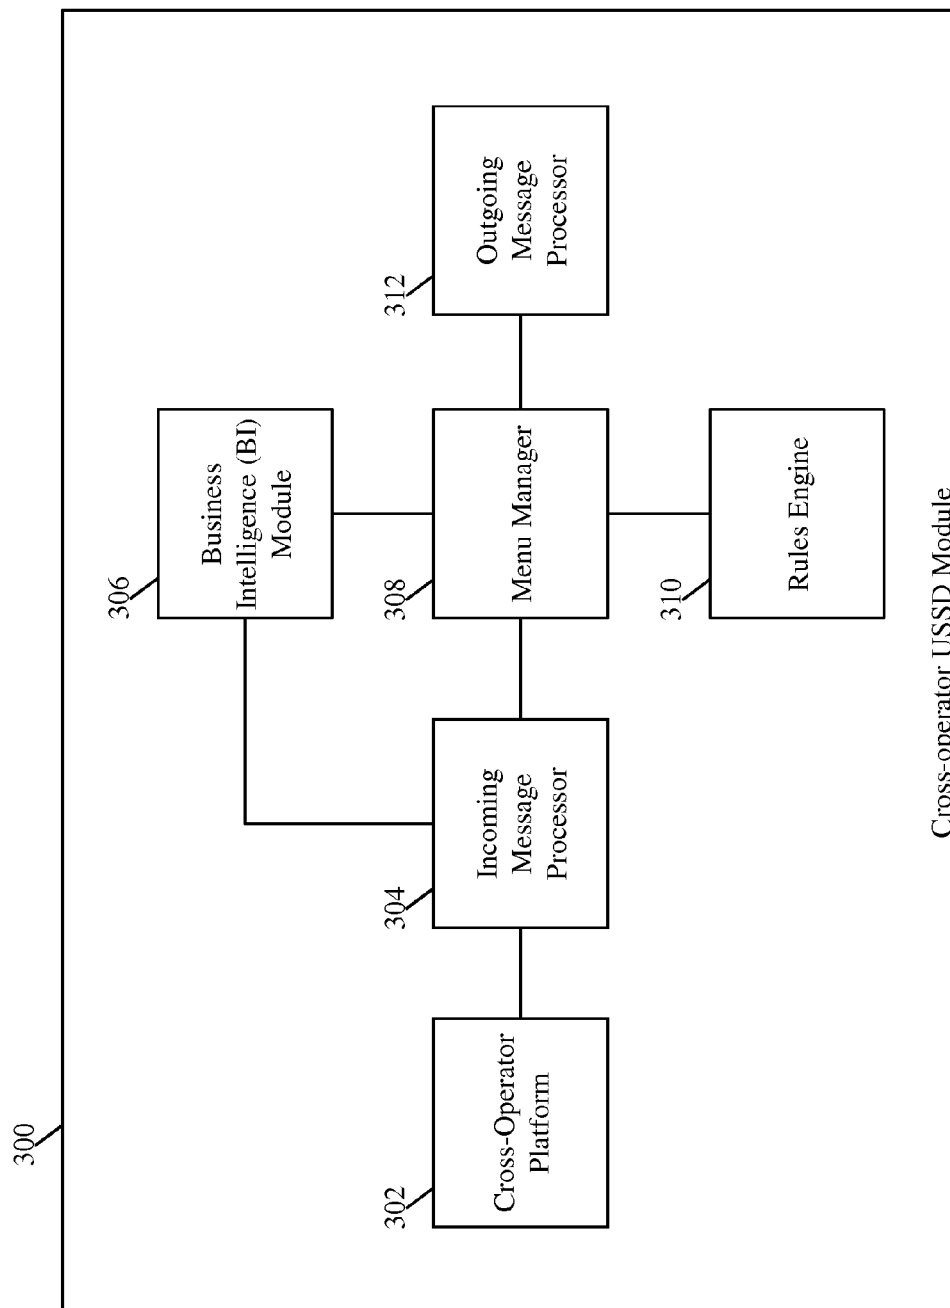 300
306
Business
Intelligence (BI)
Module
302
Cross-Operator
Platform
304
Incoming
Message
Processor
308
Menu Manager
312
Outgoing
Message
Processor
310
Rules Engine
Cross-operator USSD Module